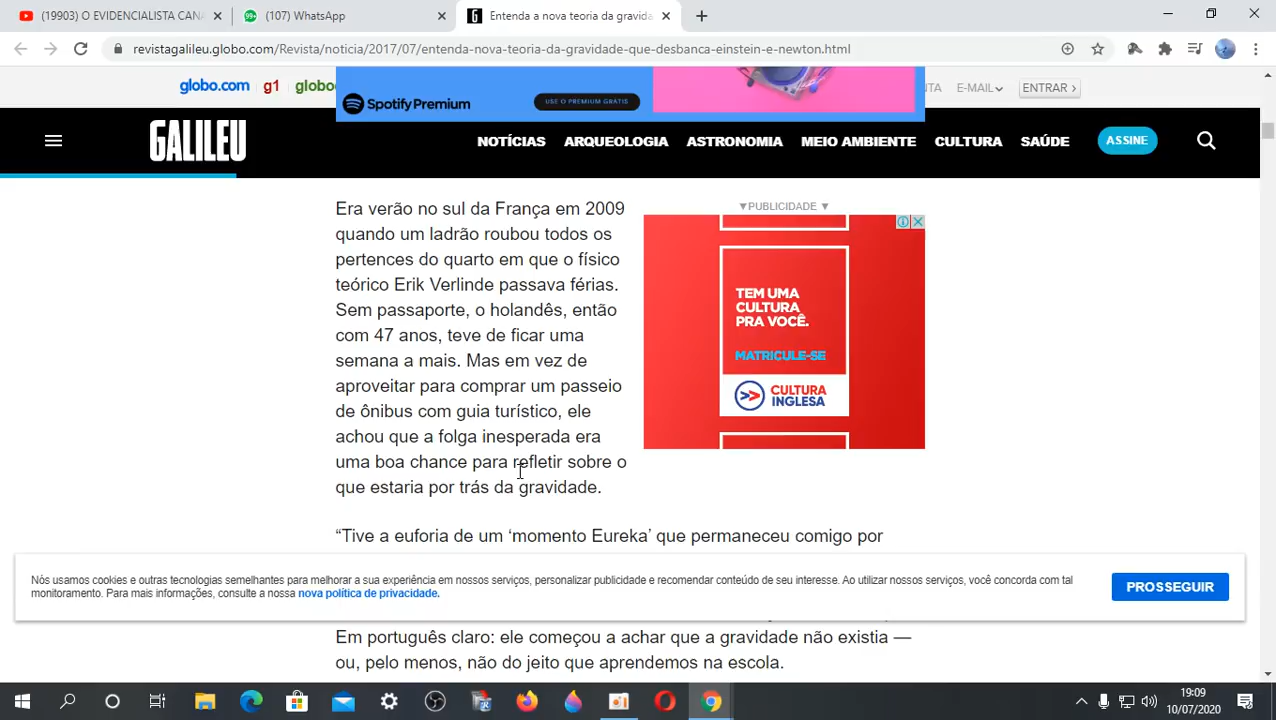 (19903) O EVIDENCIALISTA CAN
(107) WhatsApp
Entenda a nova teoria da gravida
revistagalileu.globo.com/Revista/noticia/2017/07/entenda-nova-teoria-da-gravidade-que-desbanca-einstein-e-newton.html
globo.com g1
E-MAIL ENTRAR
Spotify Premium
USE O PREMIUM GRÁTIS
GALILEU
NOTÍCIAS ARQUEOLOGIA ASTRONOMIA MEIO AMBIENTE CULTURA SAÚDE
ASSINE
Era verão no sul da França em 2009
quando um ladrão roubou todos os
pertences do quarto em que o físico
teórico Erik Verlinde passava férias.
Sem passaporte, o holandês, então
com 47 anos, teve de ficar uma
semana a mais. Mas em vez de
aproveitar para comprar um passeio
de ônibus com guia turístico, ele
achou que a folga inesperada era
uma boa chance para refletir sobre o
que estaria por trás da gravidade.
▼PUBLICIDADE ▼
TEM UMA
CULTURA
PRA VOCÊ.
MATRICULE-SE
CULTURA
INGLESA
“Tive a euforia de um ‘momento Eureka’ que permaneceu comigo por
Nós usamos cookies e outras tecnologias semelhantes para melhorar a sua experiência em nossos serviços, personalizar publicidade e recomendar conteúdo de seu interesse. Ao utilizar nossos serviços, você concorda com tal
monitoramento. Para mais informações, consulte a nossa nova política de privacidade.
PROSSEGUIR
Em português claro: ele começou a achar que a gravidade não existia —
ou, pelo menos, não do jeito que aprendemos na escola.
19:09
10/07/2020